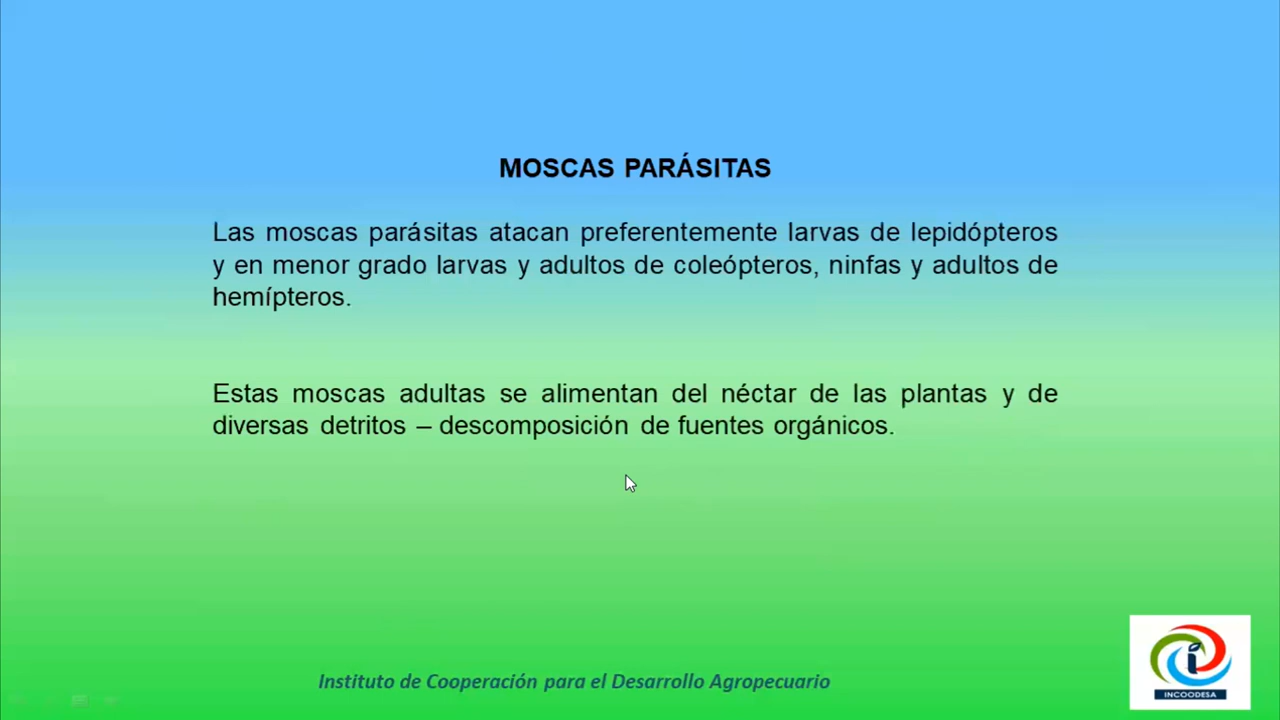 MOSCAS PARÁSITAS
Las moscas parásitas atacan preferentemente larvas de lepidópteros
y en menor grado larvas y adultos de coleópteros, ninfas y adultos de
hemípteros.
Estas moscas adultas se alimentan del néctar de las plantas y de
diversas detritos – descomposición de fuentes orgánicos.
Instituto de Cooperación para el Desarrollo Agropecuario
INCOODESA